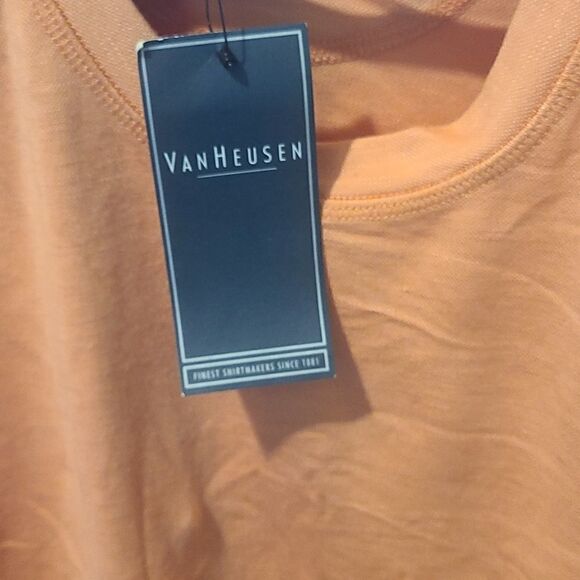 VANHEUSEN
FINEST SHIRTMAKERS SINCE 1881